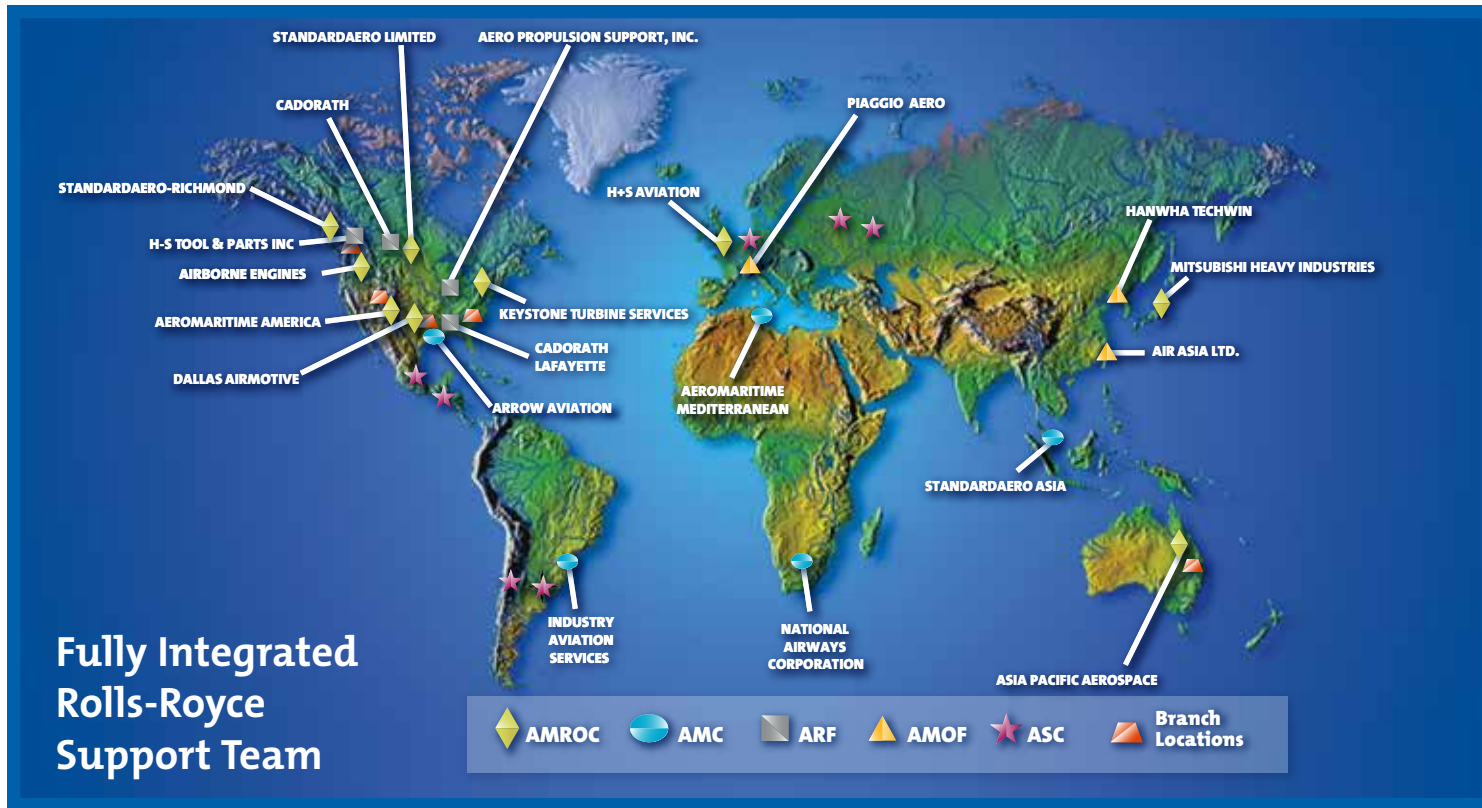 STANDARDAERO LIMITED
AERO PROPULSION SUPPORT, INC.
CADORATH
PIAGGIO AERO
STANDARDAERO-RICHMOND
H+S AVIATION
HANWHA TECHWIN
H-S TOOL & PARTS INC
AIRBORNE ENGINES
MITSUBISHI HEAVY INDUSTRIES
AEROMARITIME AMERICA
KEYSTONE TURBINE SERVICES
CADORATH
LAFAYETTE
AIR ASIA LTD.
DALLAS AIRMOTIVE
AEROMARITIME
MEDITERRANEAN
ARROW AVIATION
STANDARDAERO ASIA
INDUSTRY
AVIATION
SERVICES
NATIONAL
AIRWAYS
CORPORATION
ASIA PACIFIC AEROSPACE
Fully Integrated
Rolls-Royce
Support Team
AMROC
AMC
ARF
AMOF
ASC
Branch
Locations